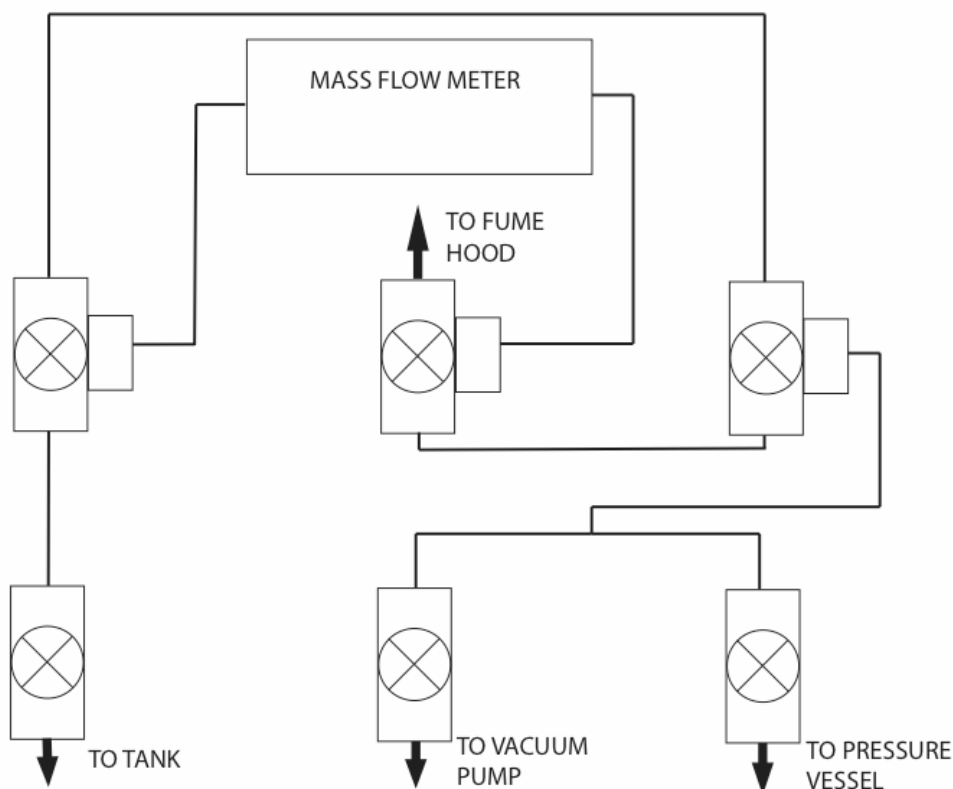 MASS FLOW METER
TO FUME
HOOD
TO TANK
TO VACUUM
PUMP
TO PRESSURE
VESSEL